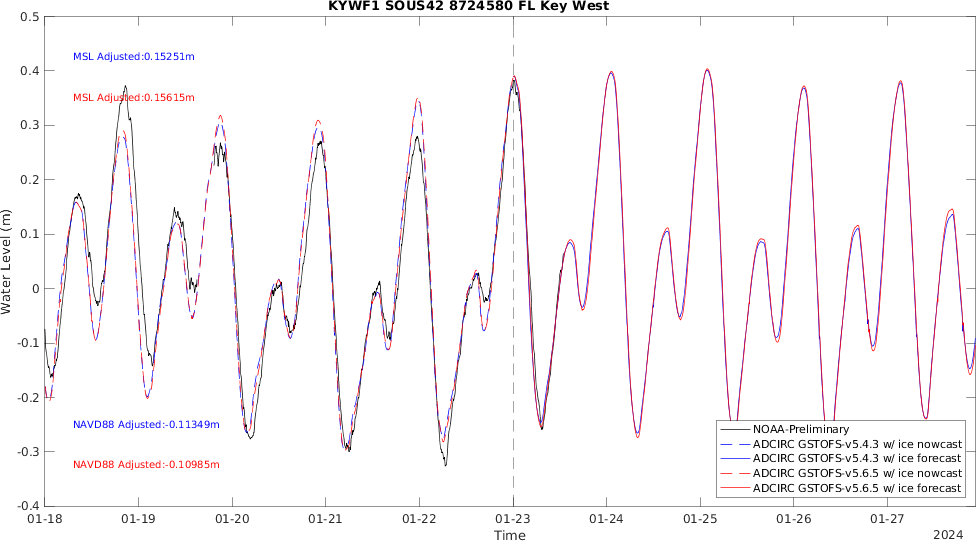 KYWF1 SOUS42 8724580 FL Key West
0.5
MSL Adjusted:0.15251m
0.4
MSL Adjusted:0.15615m
0.3
0.2
0.1
Water Level (m)
0
-0.1
-0.2
NAVD88 Adjusted:-0.11349m
NOAA-Preliminary
ADCIRC GSTOFS-v5.4.3 w/ ice nowcast
-0.3
ADCIRC GSTOFS-v5.4.3 w/ ice forecast
NAVD88 Adjusted:-0.10985m
ADCIRC GSTOFS-v5.6.5 w/ ice nowcast
ADCIRC GSTOFS-v5.6.5 w/ ice forecast
-0.4
01-18 01-19 01-20 01-21 01-22 01-23 01-24 01-25 01-26 01-27
Time
2024